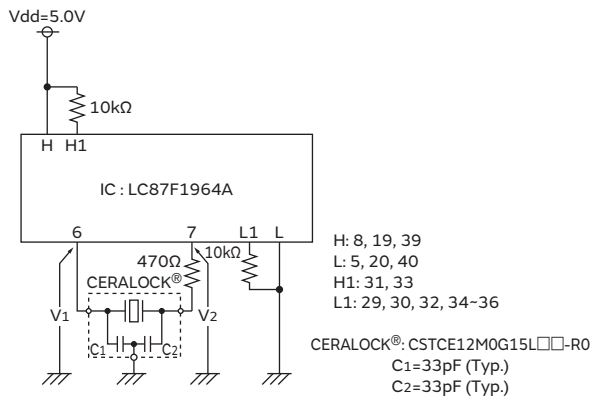 Vdd=5.0V
10kΩ
H H1
IC : LC87F1964A
6 7 L1 L
470Ω 10kΩ
CERALOCK®
V1 V2
C1 C2
H: 8, 19, 39
L: 5, 20, 40
H1: 31, 33
L1: 29, 30, 32, 34~36
CERALOCK®: CSTCE12M0G15L□□-R0
C1=33pF (Typ.)
C2=33pF (Typ.)